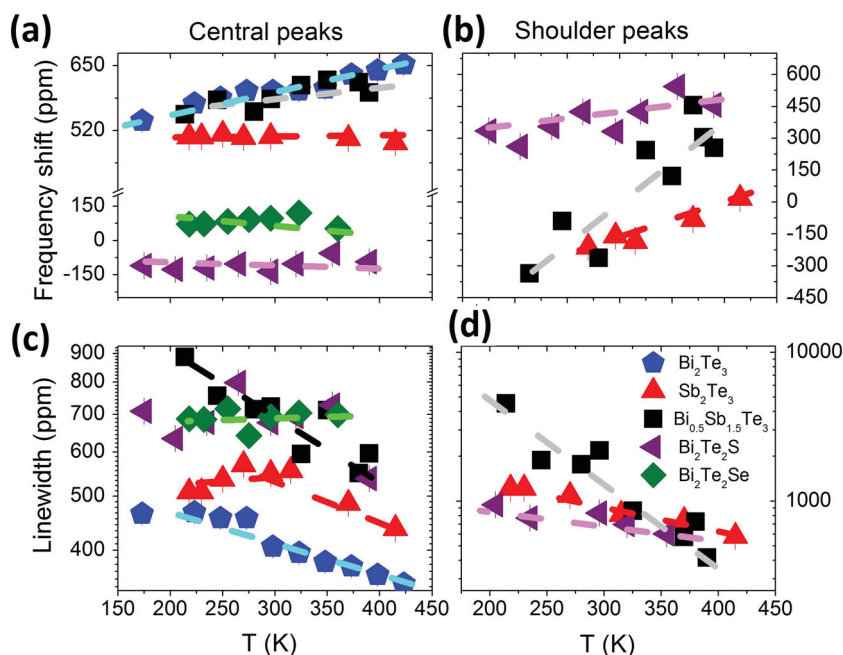 (a) Central peaks
(b) Shoulder peaks
Frequency shift (ppm)
650
520
150
0
-150
600
450
300
150
0
-150
-300
-450
(c)
(d)
Linewidth (ppm)
900
800
700
600
500
400
10000
1000
Bi₂Te₃
Sb₂Te₃
Bi₀.₅Sb₁.₅Te₃
Bi₂Te₂S
Bi₂Te₂Se
150 200 250 300 350 400 450
200 250 300 350 400 450
T (K)
T (K)